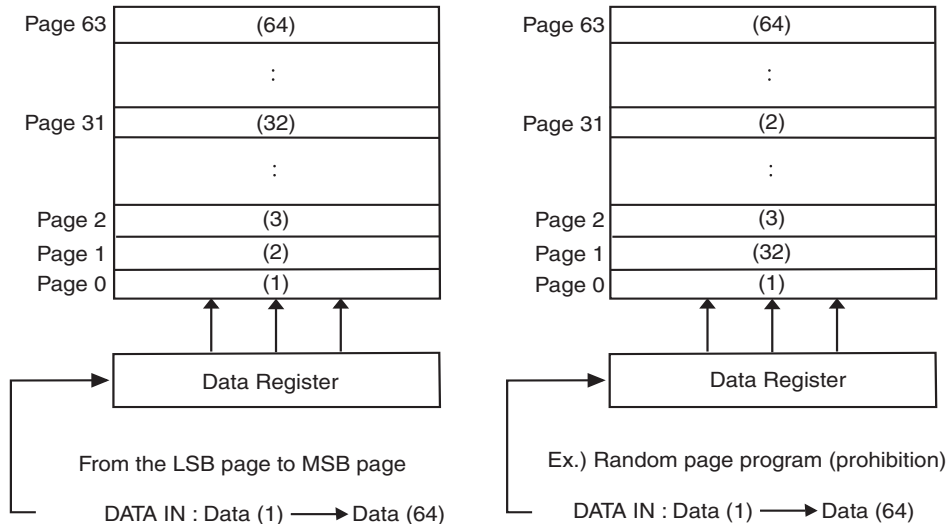 Page 63 (64)
:
Page 31 (32)
:
Page 2 (3)
Page 1 (2)
Page 0 (1)
Data Register
From the LSB page to MSB page
DATA IN : Data (1) Data (64)
Page 63 (64)
:
Page 31 (2)
:
Page 2 (3)
Page 1 (32)
Page 0 (1)
Data Register
Ex.) Random page program (prohibition)
DATA IN : Data (1) Data (64)